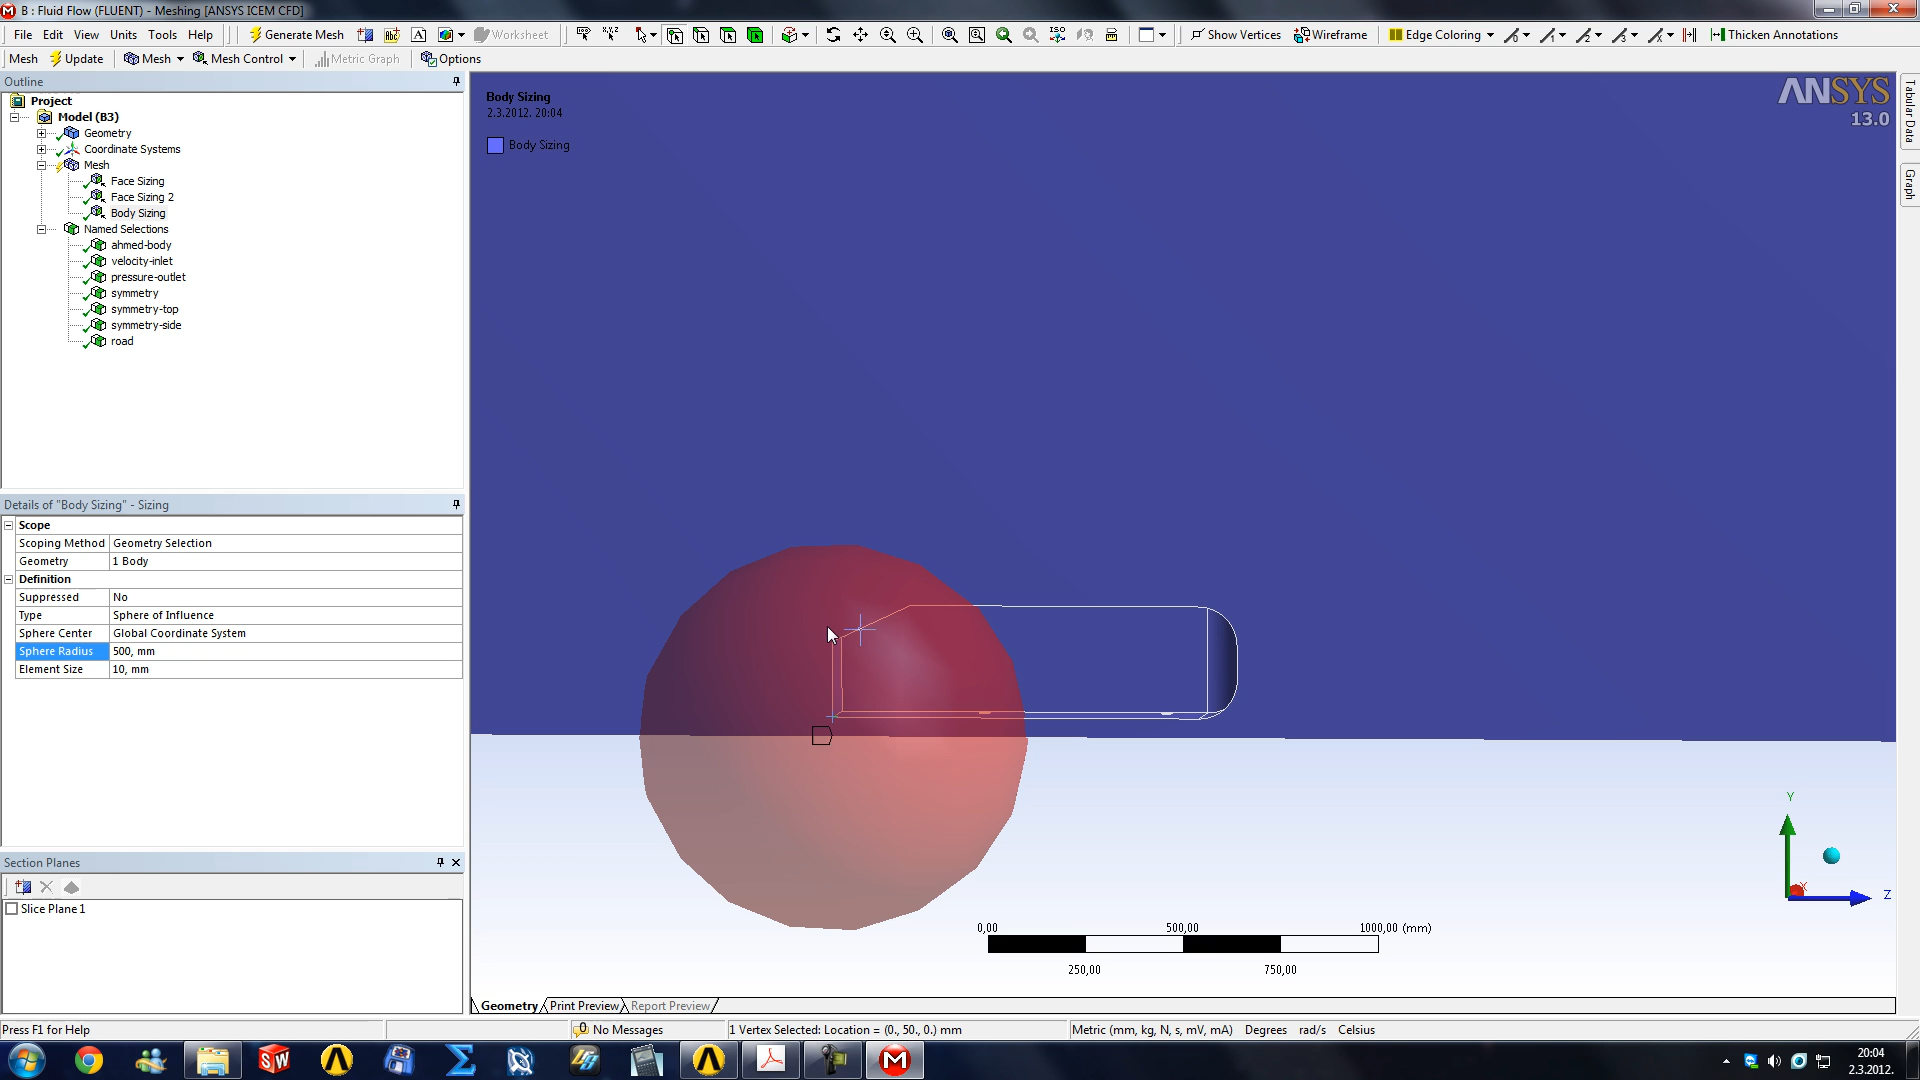 B : Fluid Flow (FLUENT) - Meshing [ANSYS ICEM CFD]
File Edit View Units Tools Help Generate Mesh Worksheet Show Vertices Wireframe Edge Coloring Thicken Annotations
Mesh Update Mesh Mesh Control Metric Graph Options
Outline
Project
Model (B3)
Geometry
Coordinate Systems
Mesh
Face Sizing
Face Sizing 2
Body Sizing
Named Selections
ahmed-body
velocity-inlet
pressure-outlet
symmetry
symmetry-top
symmetry-side
road
Details of "Body Sizing" - Sizing
Scope
Scoping Method Geometry Selection
Geometry 1 Body
Definition
Suppressed No
Type Sphere of Influence
Sphere Center Global Coordinate System
Sphere Radius 500, mm
Element Size 10, mm
Section Planes
Slice Plane 1
Body Sizing
2.3.2012. 20:04
Body Sizing
ANSYS
13.0
Tabular Data
Graph
Y
X
Z
0,00 500,00 1000,00 (mm)
250,00 750,00
Geometry Print Preview Report Preview
Press F1 for Help 0 No Messages 1 Vertex Selected: Location = (0, 50, 0,) mm Metric (mm, kg, N, s, mV, mA) Degrees rad/s Celsius
20:04
2.3.2012.